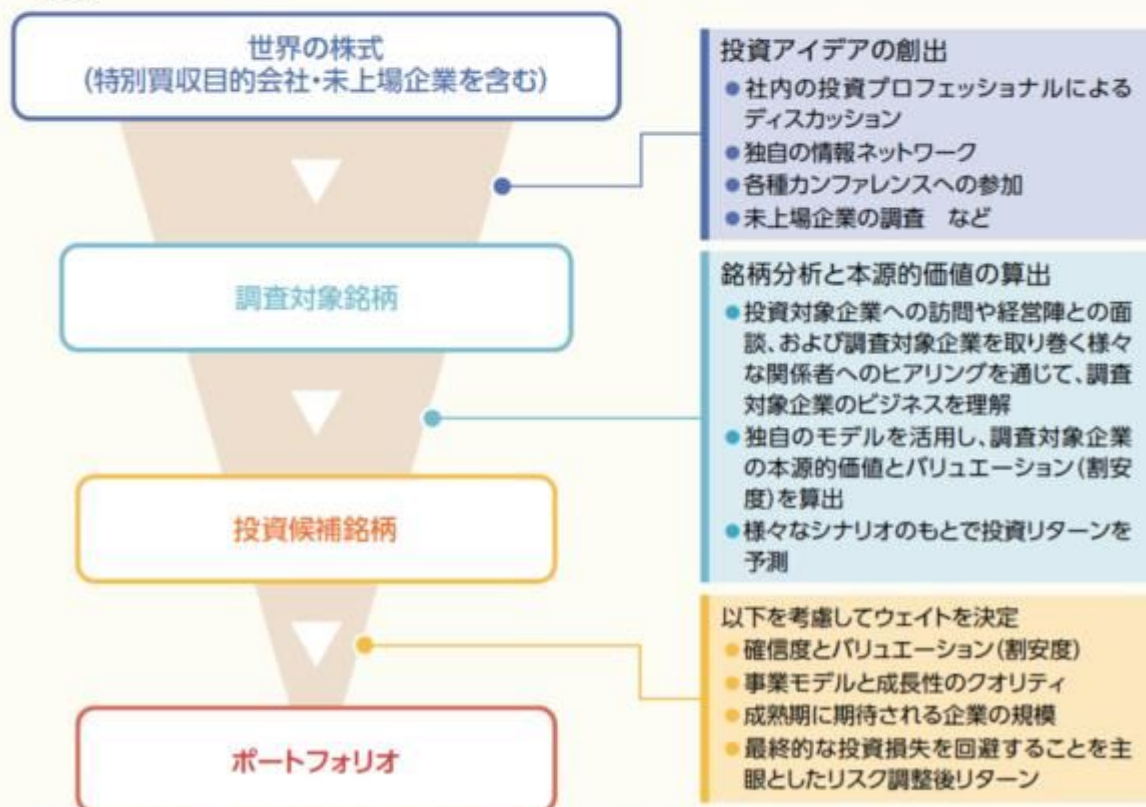 世界の株式
(特別買収目的会社・未上場企業を含む)
投資アイデアの創出
●社内の投資プロフェッショナルによる
ディスカッション
●独自の情報ネットワーク
●各種カンファレンスへの参加
●未上場企業の調査　など
調査対象銘柄
銘柄分析と本源的価値の算出
●投資対象企業への訪問や経営陣との面
談、および調査対象企業を取り巻く様々
な関係者へのヒアリングを通じて、調査
対象企業のビジネスを理解
●独自のモデルを活用し、調査対象企業
の本源的価値とバリュエーション(割安
度)を算出
●様々なシナリオのもとで投資リターンを
予測
投資候補銘柄
以下を考慮してウェイトを決定
●確信度とバリュエーション(割安度)
●事業モデルと成長性のクオリティ
●成熟期に期待される企業の規模
●最終的な投資損失を回避することを主
眼としたリスク調整後リターン
ポートフォリオ